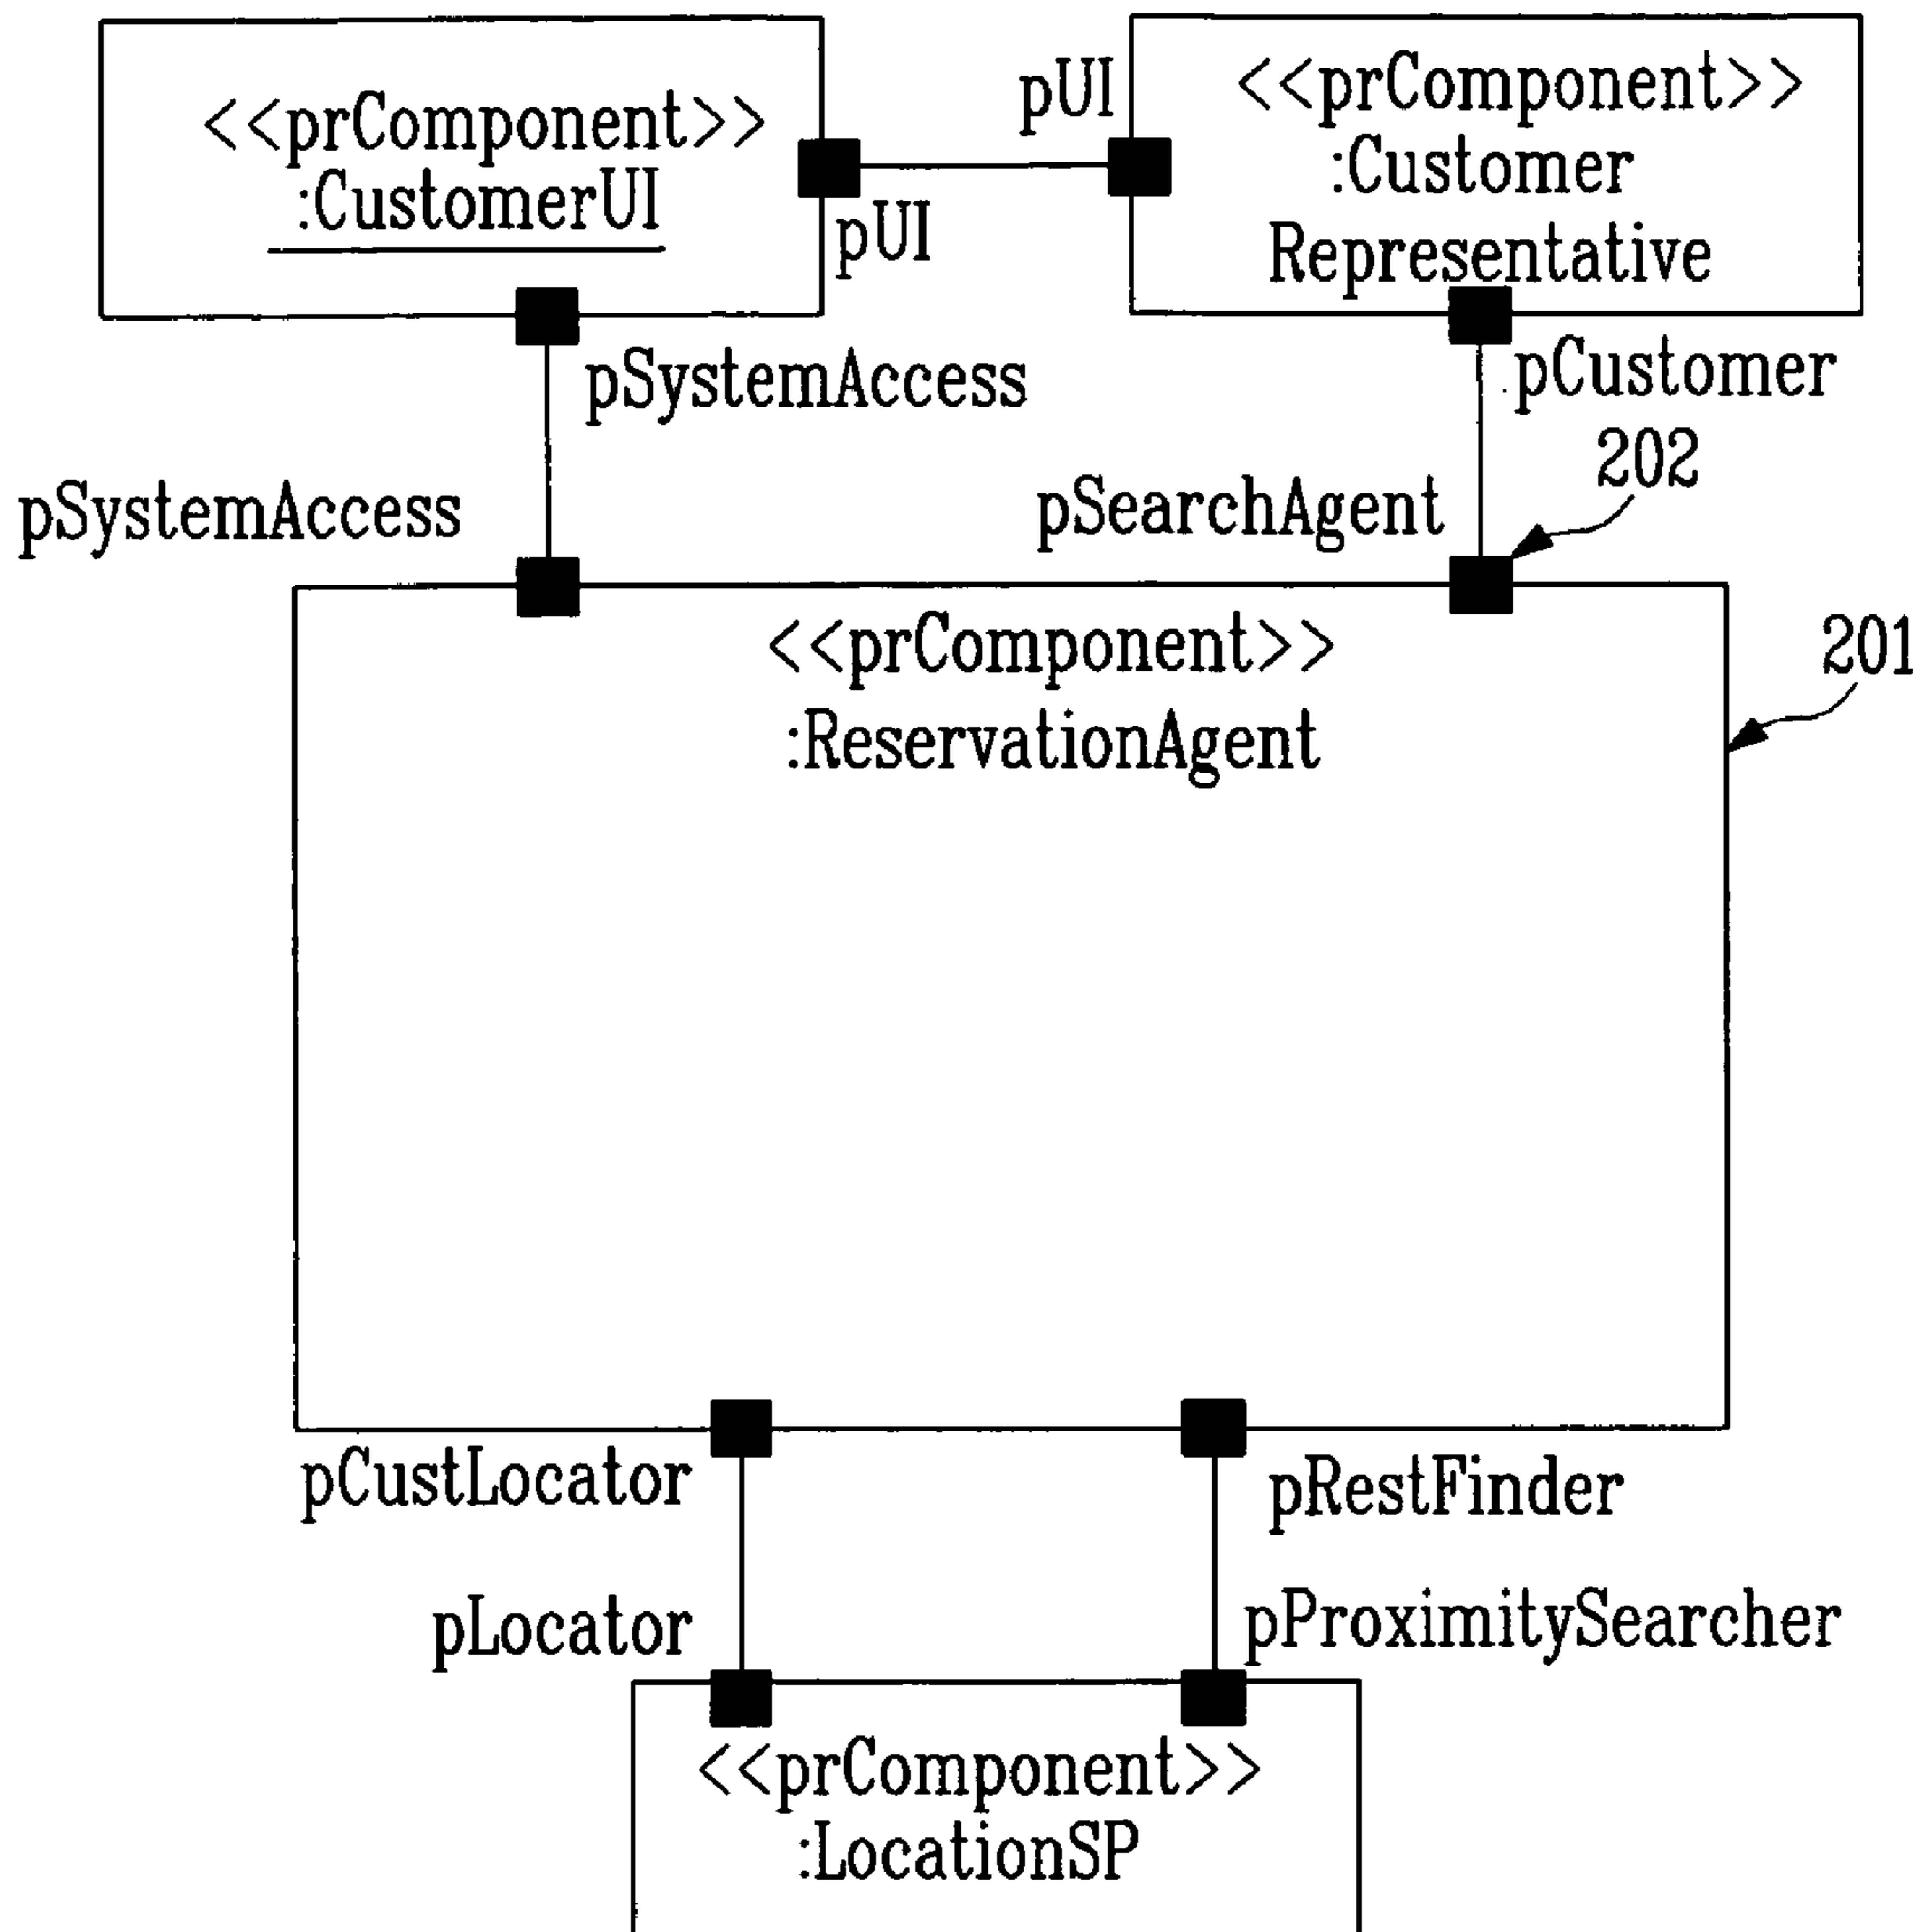 <<prComponent>>
:CustomerUI
pUI
pUI
<<prComponent>>
:Customer
Representative
pSystemAccess
pCustomer
202
pSystemAccess
pSearchAgent
<<prComponent>>
:ReservationAgent
201
pCustLocator
pRestFinder
pLocator
pProximitySearcher
<<prComponent>>
:LocationSP